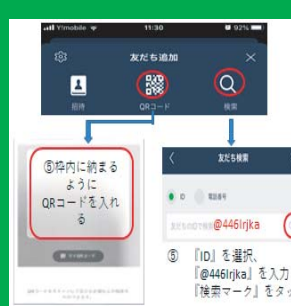 Y!mobile 11:30 92%
友だち追加
招待 QRコード 検索
⑤枠内に納まる
ように
QRコードを入れ
る
友だち検索
ID 電話番号
@446lrjka
⑤ 『ID』を選択、
『@446lrjka』を入力
『検索マーク』をタッ